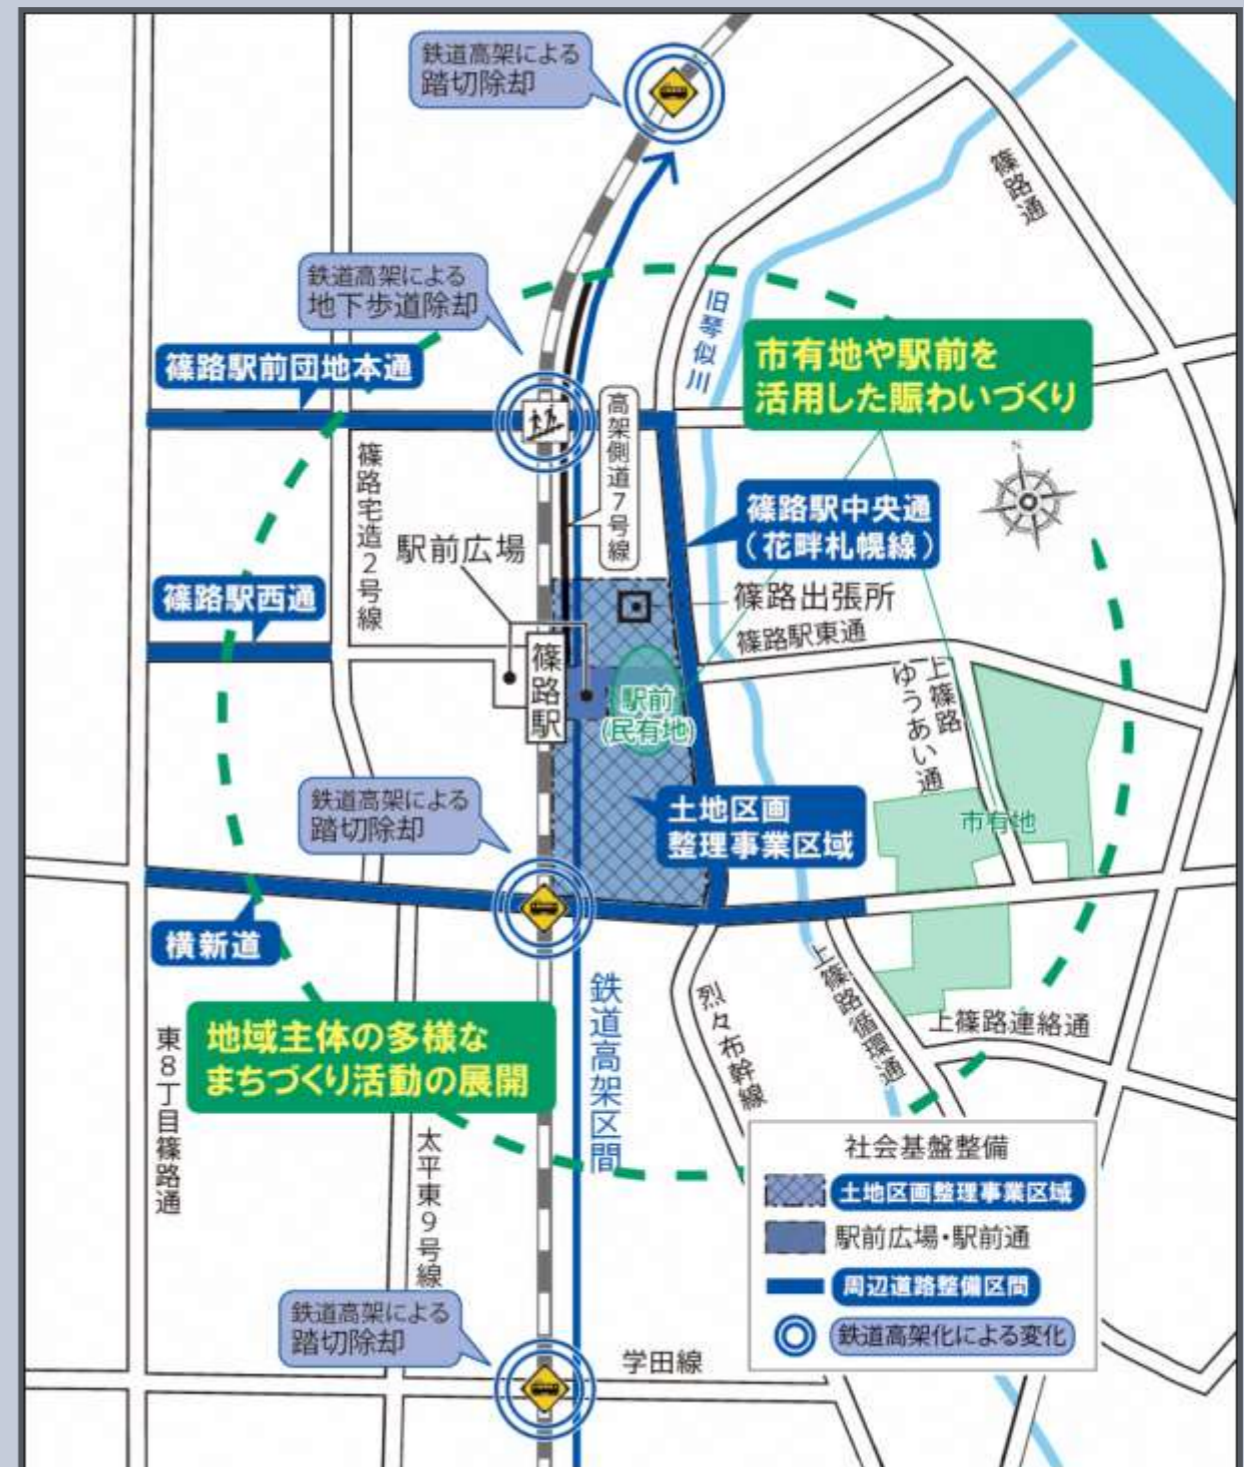 鉄道高架による
踏切除却
篠路通
鉄道高架による
地下歩道除却
旧琴似川
市有地や駅前を
活用した賑わいづくり
篠路駅前団地本通
高架側道7号線
N
篠路宅造2号線
駅前広場
篠路駅中央通
（花畔札幌線）
篠路駅西通
篠路出張所
篠路駅東通
篠路駅
駅前
(民有地)
上篠路
ゆうあい通
鉄道高架による
踏切除却
土地区画
整理事業区域
市有地
横新道
鉄道高架区間
烈々布幹線
上篠路循環通
上篠路連絡通
地域主体の多様な
まちづくり活動の展開
東8丁目篠路通
太平東9号線
社会基盤整備
土地区画整理事業区域
駅前広場・駅前通
周辺道路整備区間
鉄道高架化による変化
鉄道高架による
踏切除却
学田線